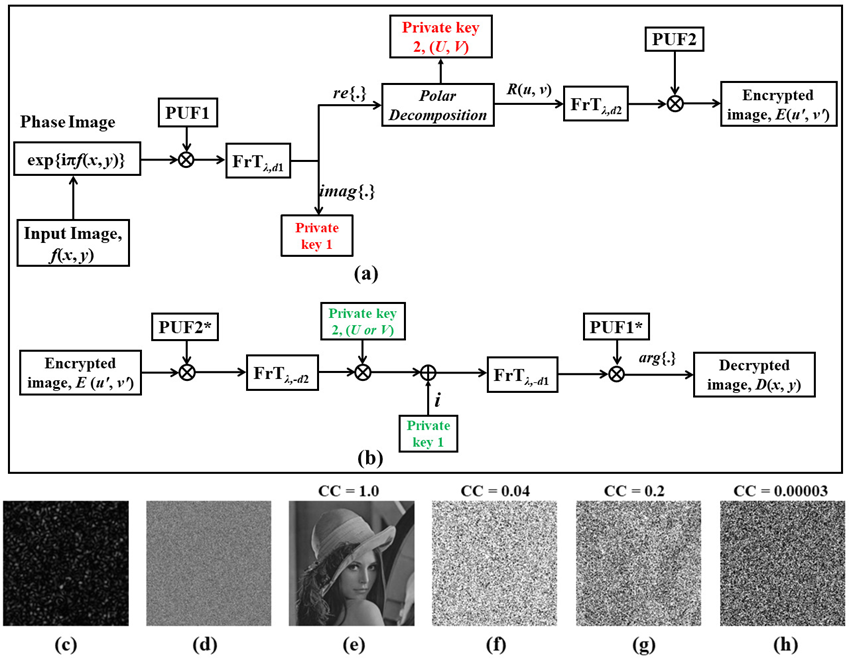 Private key
2, (U, V)
PUF2
re{.}
Polar
Decomposition
R(u, v)
FrTλ,d2
Encrypted
image, E(u', v')
Phase Image
PUF1
exp{iπf(x, y)}
FrTλ,d1
imag{.}
Input Image,
f(x, y)
Private
key 1
(a)
PUF2*
Private key
2, (U or V)
PUF1*
Encrypted
image, E (u', v')
FrTλ,-d2
FrTλ,-d1
arg{.}
Decrypted
image, D(x, y)
i
Private
key 1
(b)
CC = 1.0
CC = 0.04
CC = 0.2
CC = 0.00003
(c)
(d)
(e)
(f)
(g)
(h)